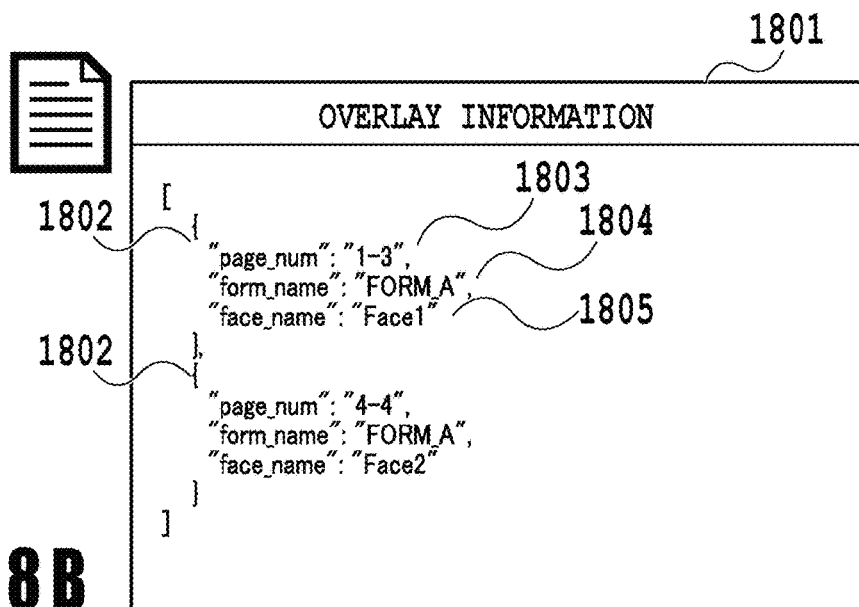 1801
OVERLAY INFORMATION
[
1803
1802
{
1804
"page_num": "1-3",
"form_name": "FORM_A",
"face_name": "Face1"
1805
},
1802
{
"page_num": "4-4",
"form_name": "FORM_A",
"face_name": "Face2"
}
]
8B